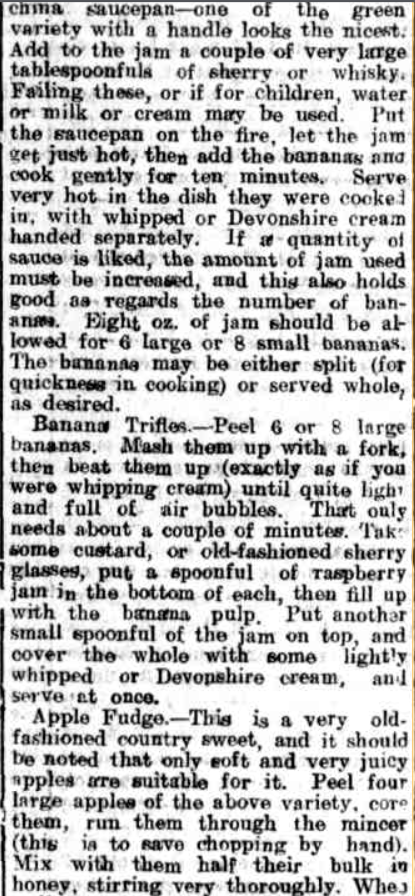 china saucepan—one of the green
variety with a handle looks the nicest.
Add to the jam a couple of very large
tablespoonfuls of sherry or whisky.
Failing these, or if for children, water
or milk or cream may be used. Put
the saucepan on the fire, let the jam
get just hot, then add the bananas and
cook gently for ten minutes. Serve
very hot in the dish they were cooked
in, with whipped or Devonshire cream
handed separately. If a quantity of
sauce is liked, the amount of jam used
must be increased, and this also holds
good as regards the number of ban-
anas. Eight oz. of jam should be al-
lowed for 6 large or 8 small bananas.
The bananas may be either split (for
quickness in cooking) or served whole,
as desired.
Banana Trifles.—Peel 6 or 8 large
bananas. Mash them up with a fork,
then beat them up (exactly as if you
were whipping cream) until quite light
and full of air bubbles. That only
needs about a couple of minutes. Take
some custard, or old-fashioned sherry
glasses, put a spoonful of raspberry
jam in the bottom of each, then fill up
with the banana pulp. Put another
small spoonful of the jam on top, and
cover the whole with some lightly
whipped or Devonshire cream, and
serve at once.
Apple Fudge.—This is a very old-
fashioned country sweet, and it should
be noted that only soft and very juicy
apples are suitable for it. Peel four
large apples of the above variety, core
them, run them through the mincer
(this is to save chopping by hand).
Mix with them half their bulk in
honey, stirring very thoroughly. Whe